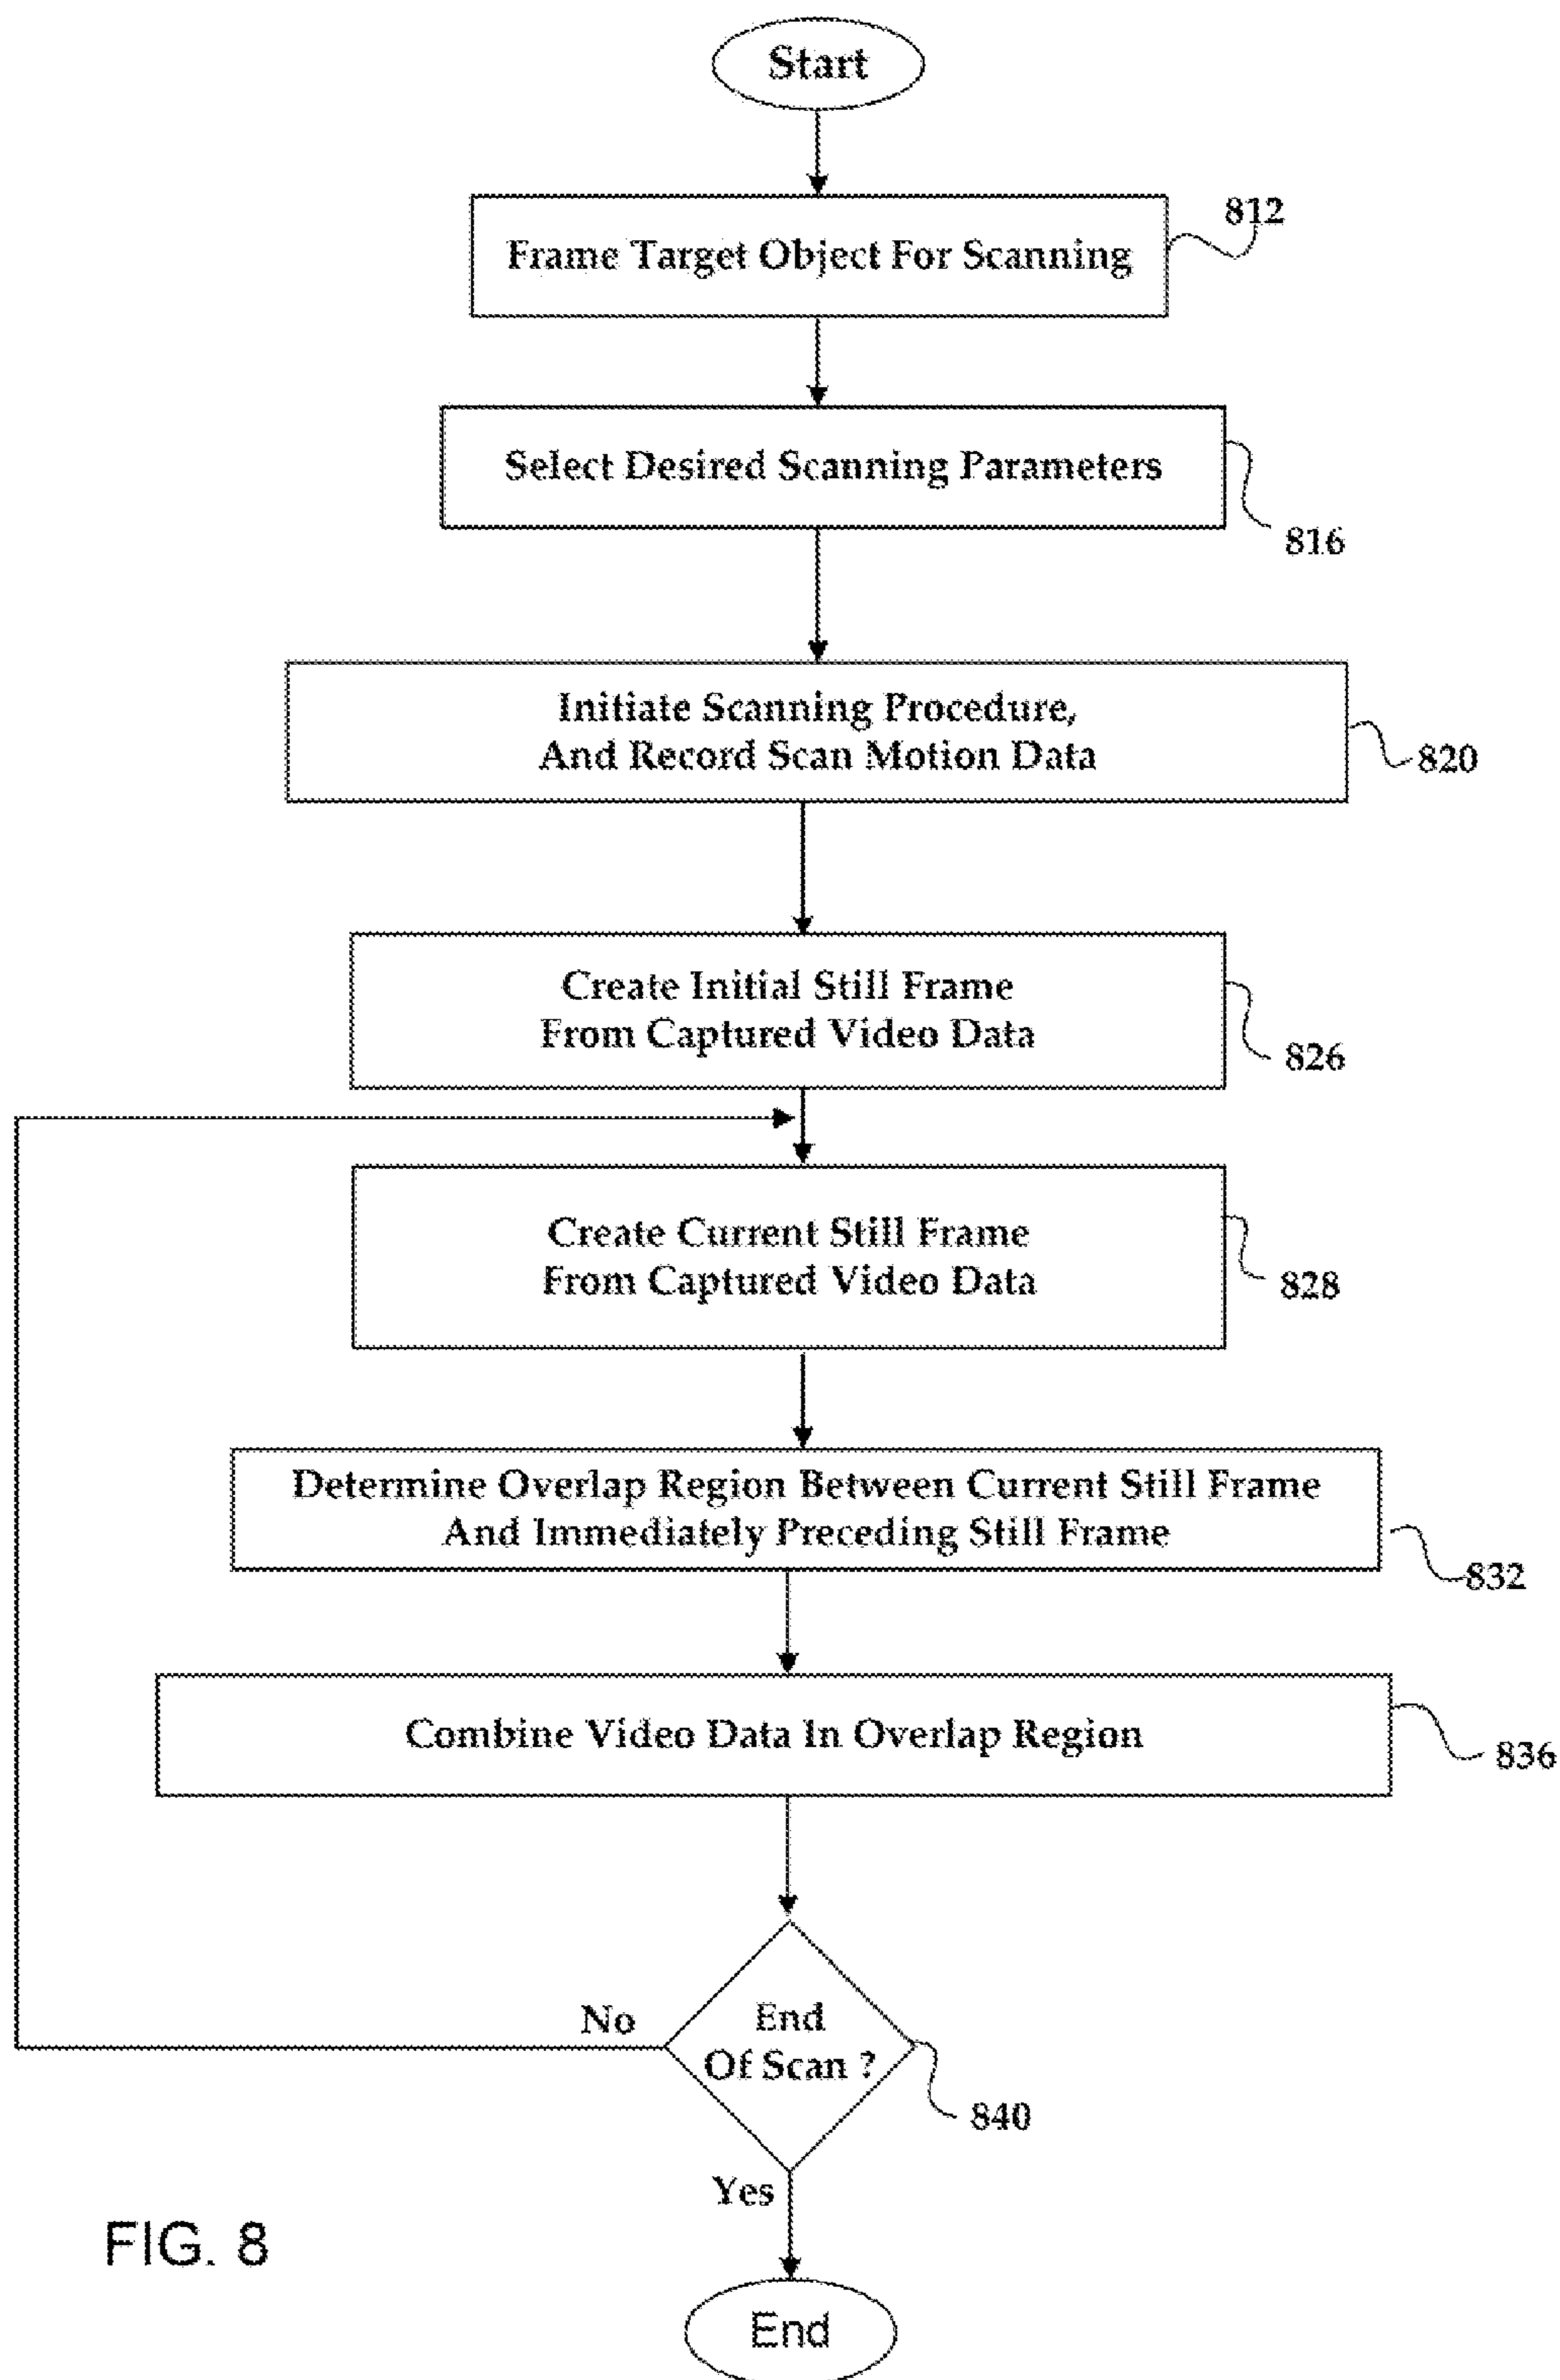 Start
812
Frame Target Object For Scanning
Select Desired Scanning Parameters
816
Initiate Scanning Procedure,
And Record Scan Motion Data
820
Create Initial Still Frame
From Captured Video Data
826
Create Current Still Frame
From Captured Video Data
828
Determine Overlap Region Between Current Still Frame
And Immediately Preceding Still Frame
832
Combine Video Data In Overlap Region
836
No
End
Of Scan ?
840
Yes
FIG. 8
End